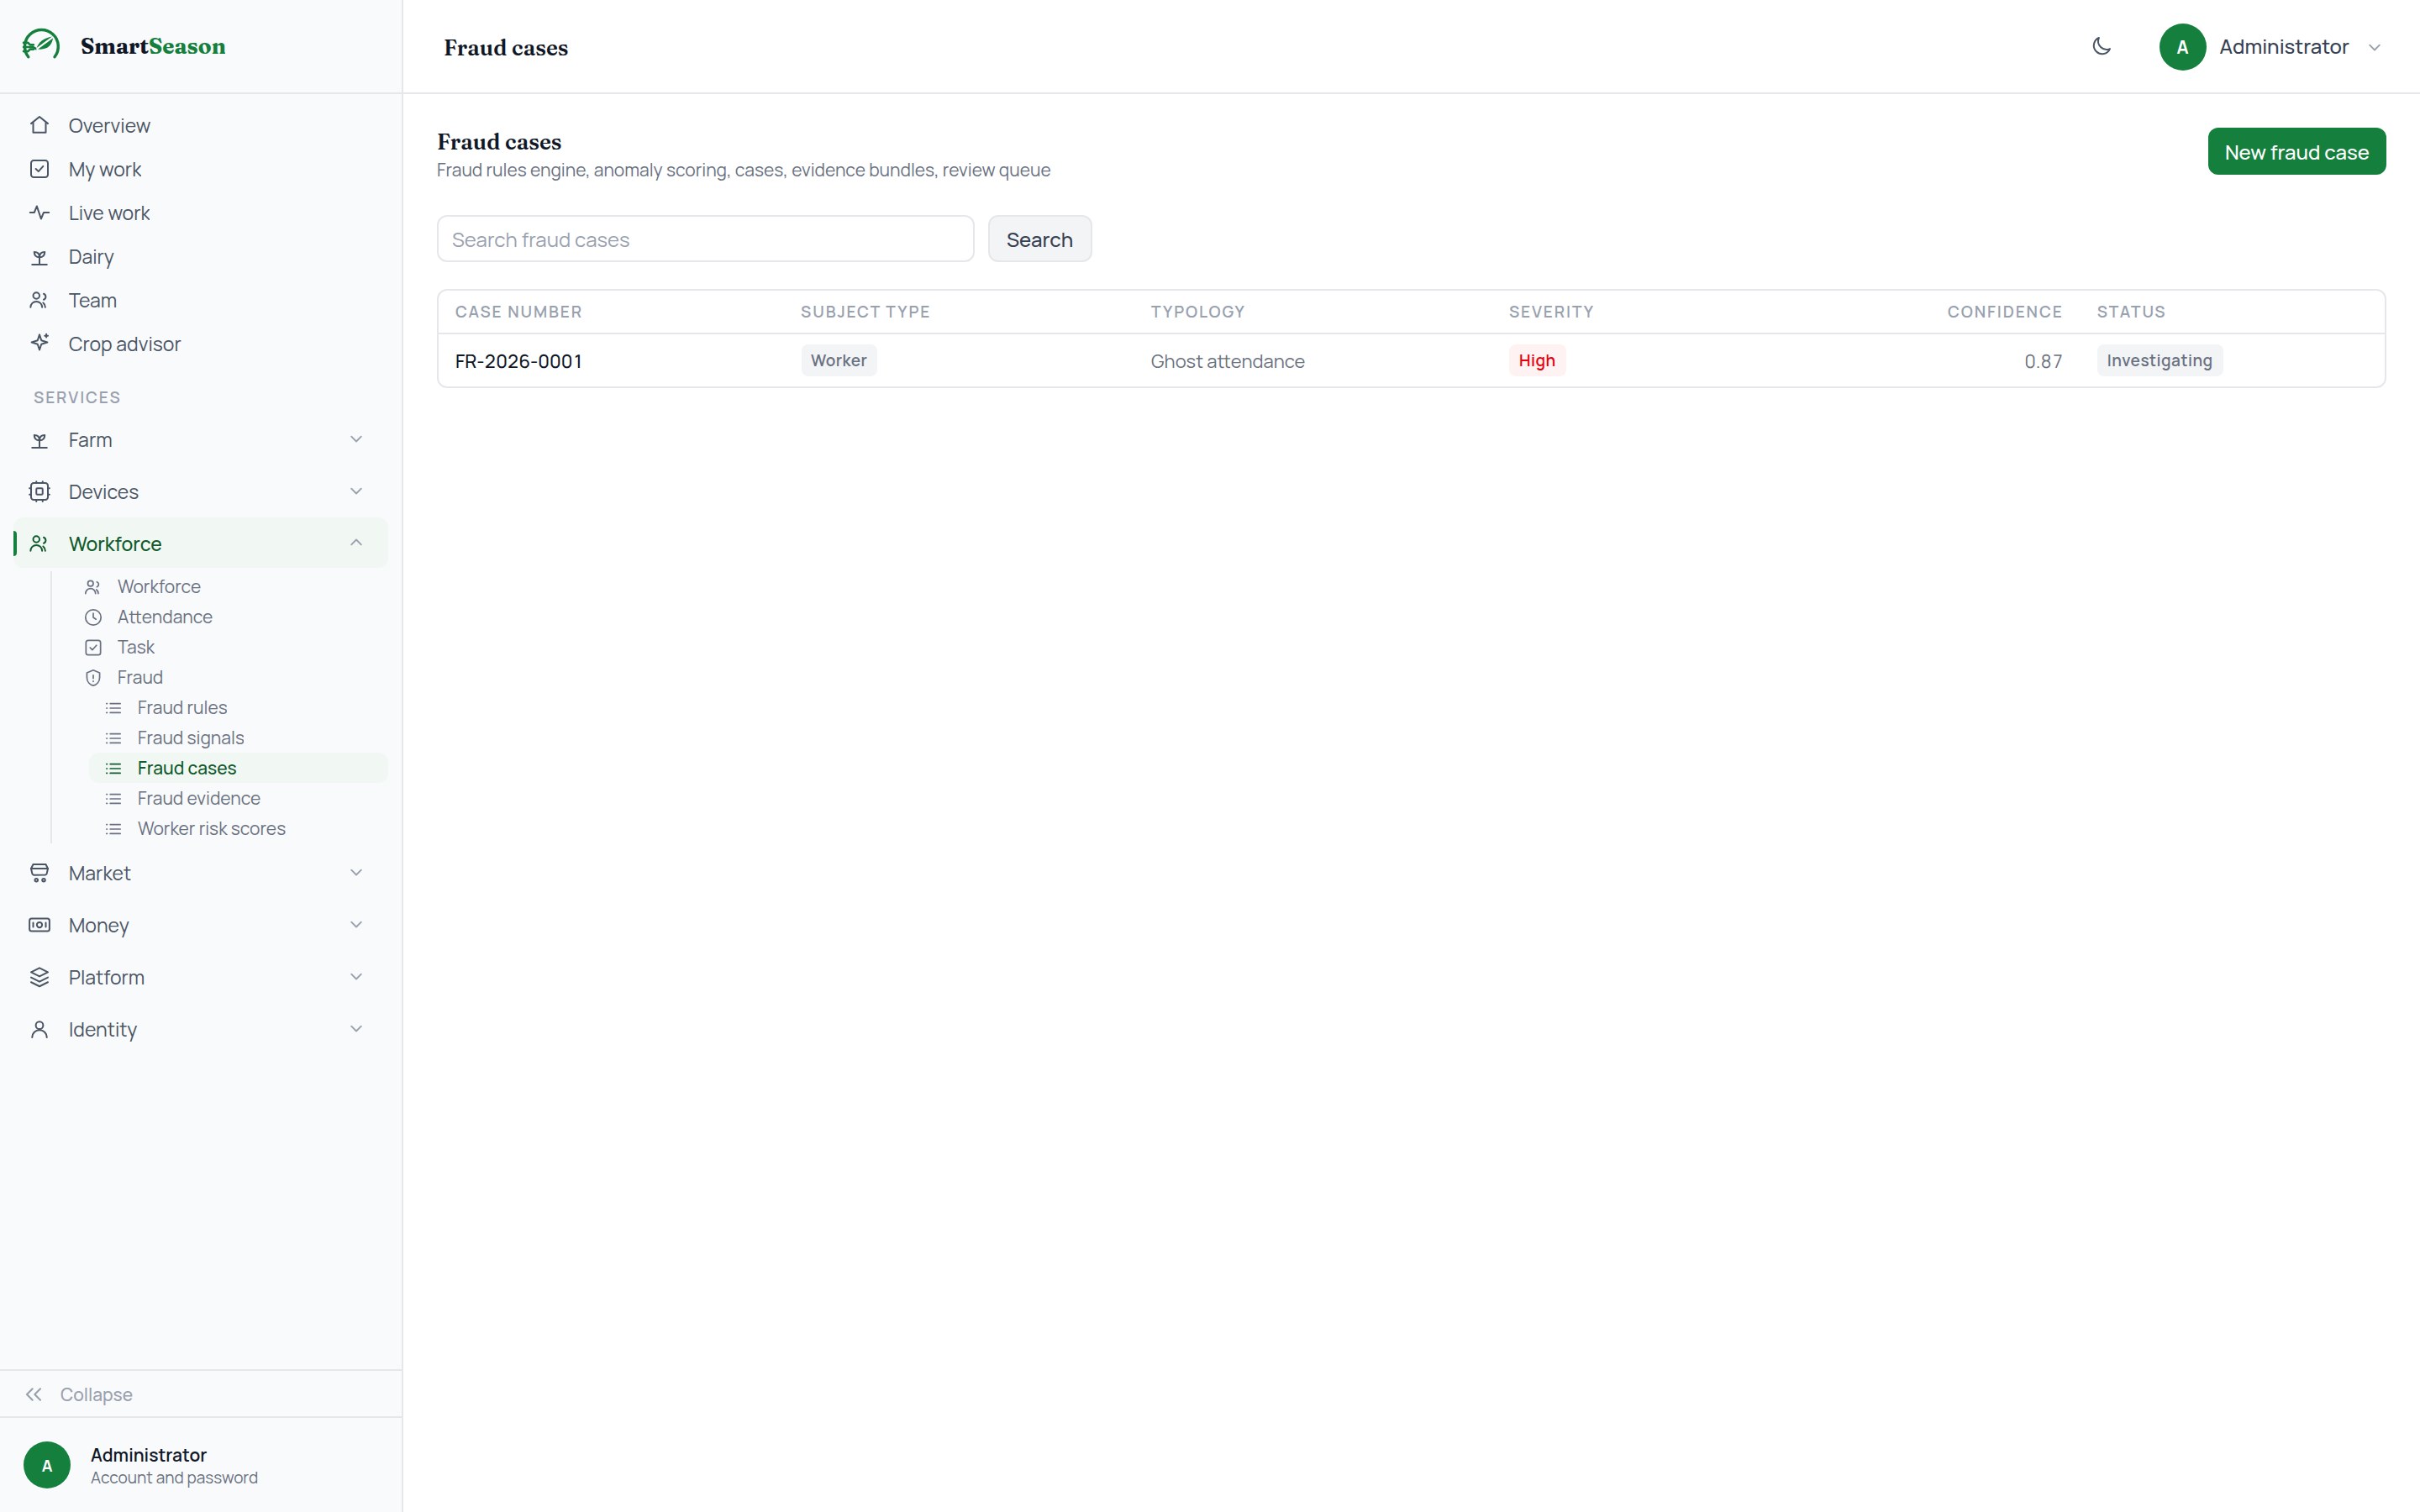 SmartSeason
Fraud cases
A
Administrator
Overview
My work
Live work
Dairy
Team
Crop advisor
SERVICES
Farm
Devices
Workforce
Workforce
Attendance
Task
Fraud
Fraud rules
Fraud signals
Fraud cases
Fraud evidence
Worker risk scores
Market
Money
Platform
Identity
Collapse
A
Administrator
Account and password
Fraud cases
Fraud rules engine, anomaly scoring, cases, evidence bundles, review queue
New fraud case
Search fraud cases
Search
CASE NUMBER SUBJECT TYPE TYPOLOGY SEVERITY CONFIDENCE STATUS
FR-2026-0001 Worker Ghost attendance High 0.87 Investigating